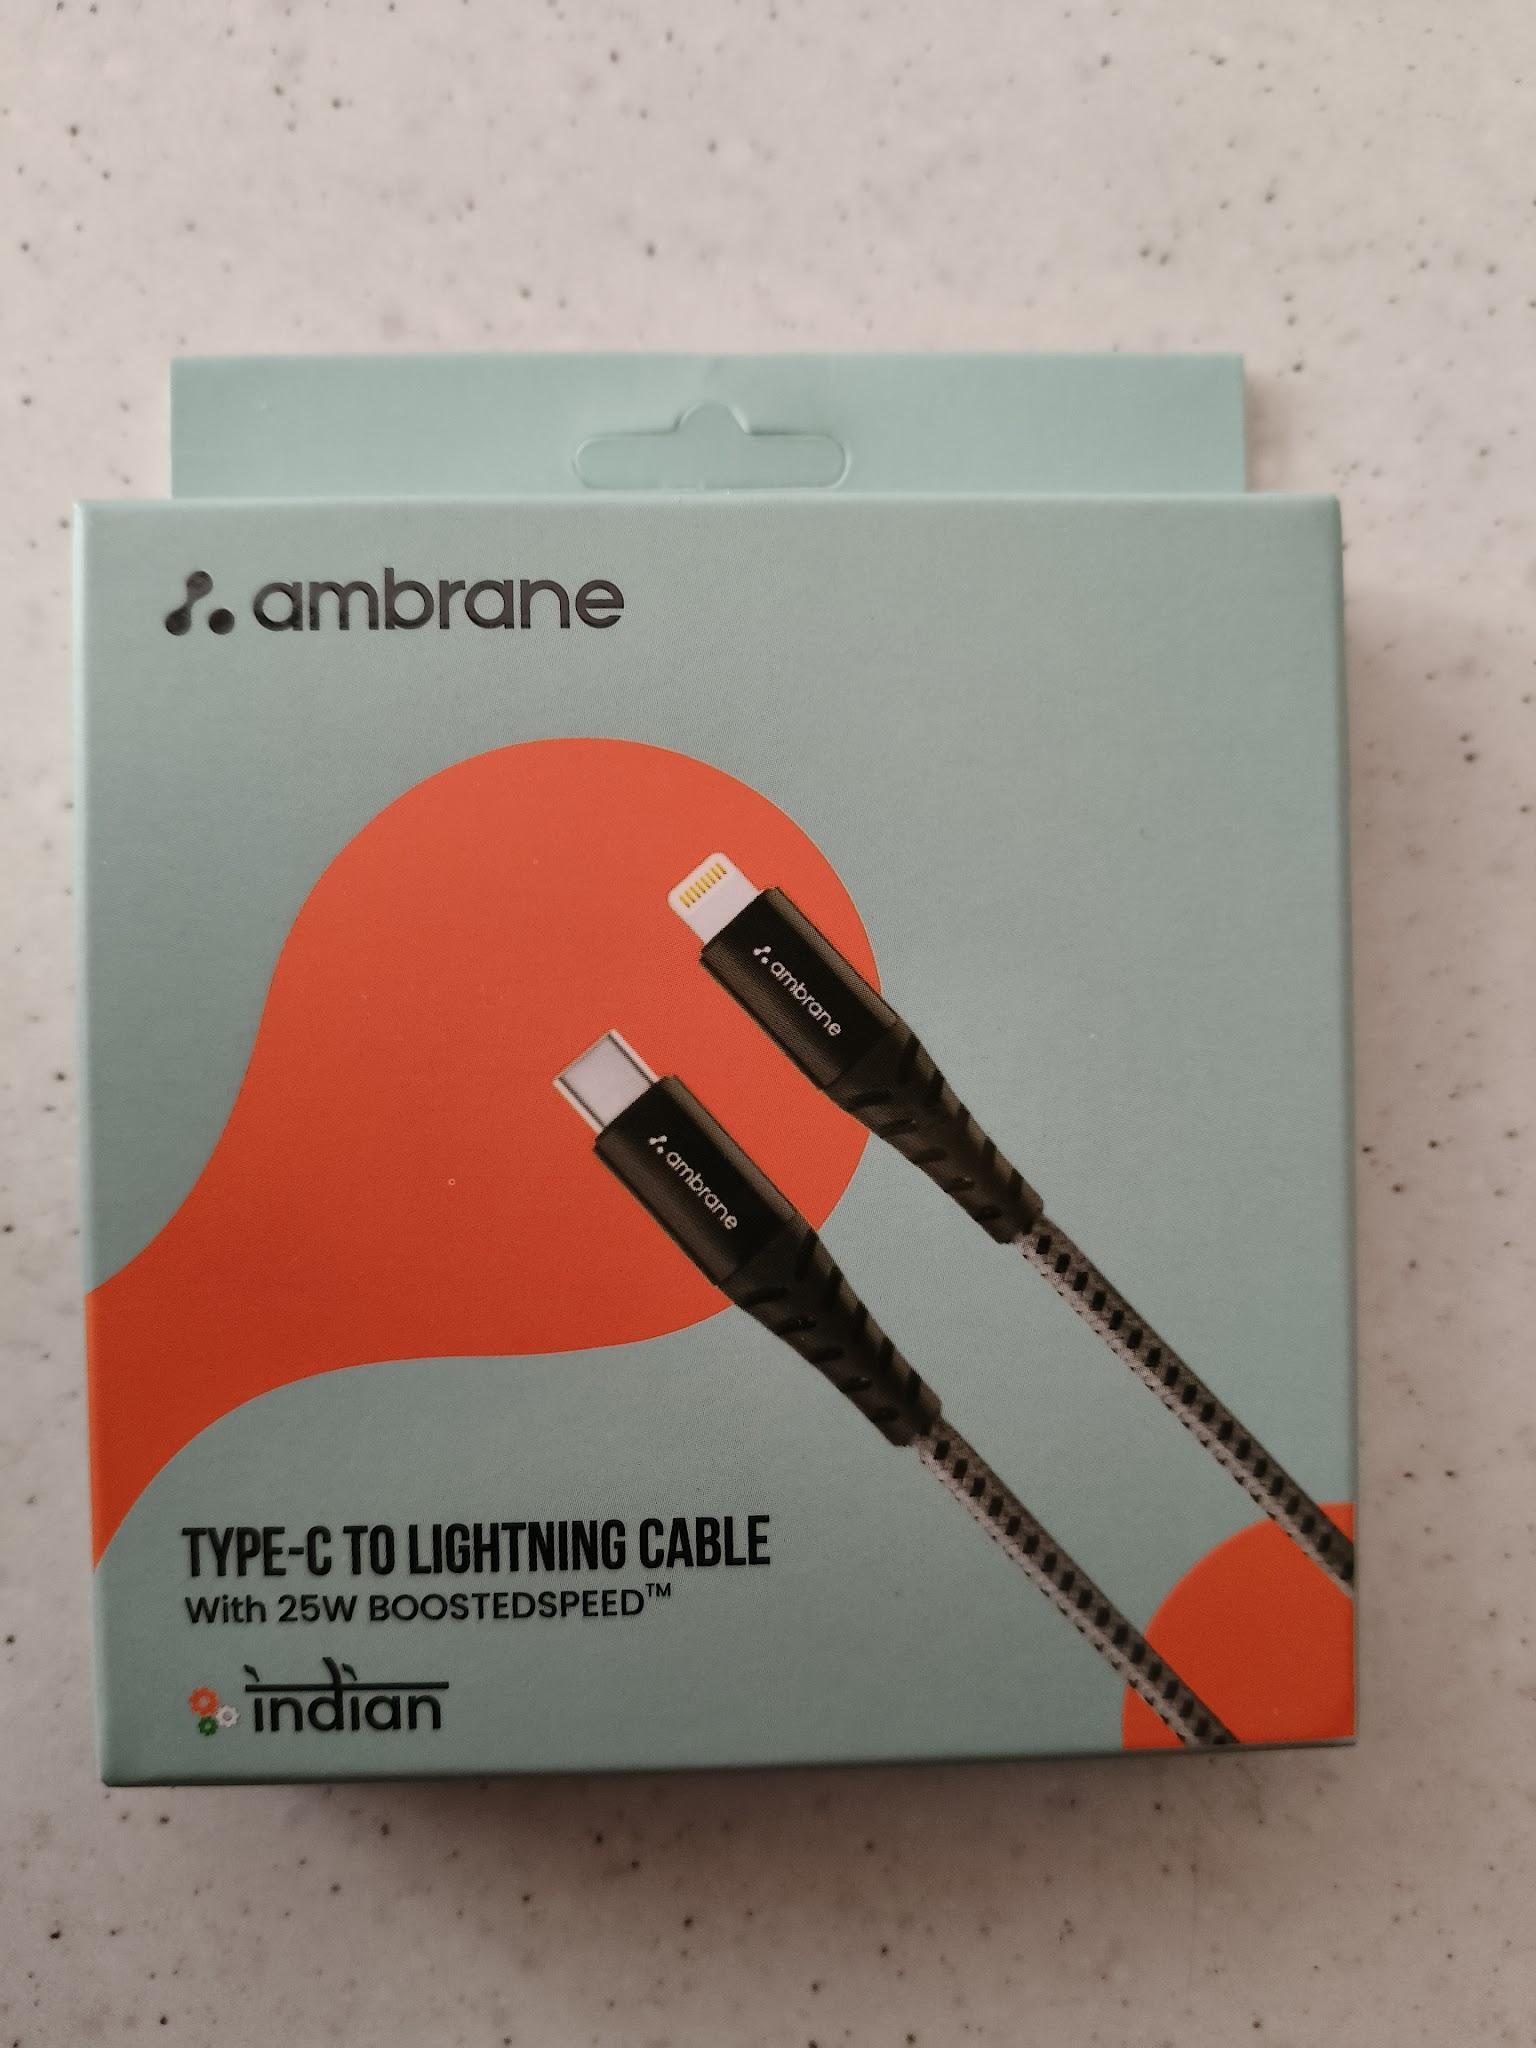 ambrane
ambrane
ambrane
TYPE-C TO LIGHTNING CABLE
With 25W BOOSTEDSPEED™
indian